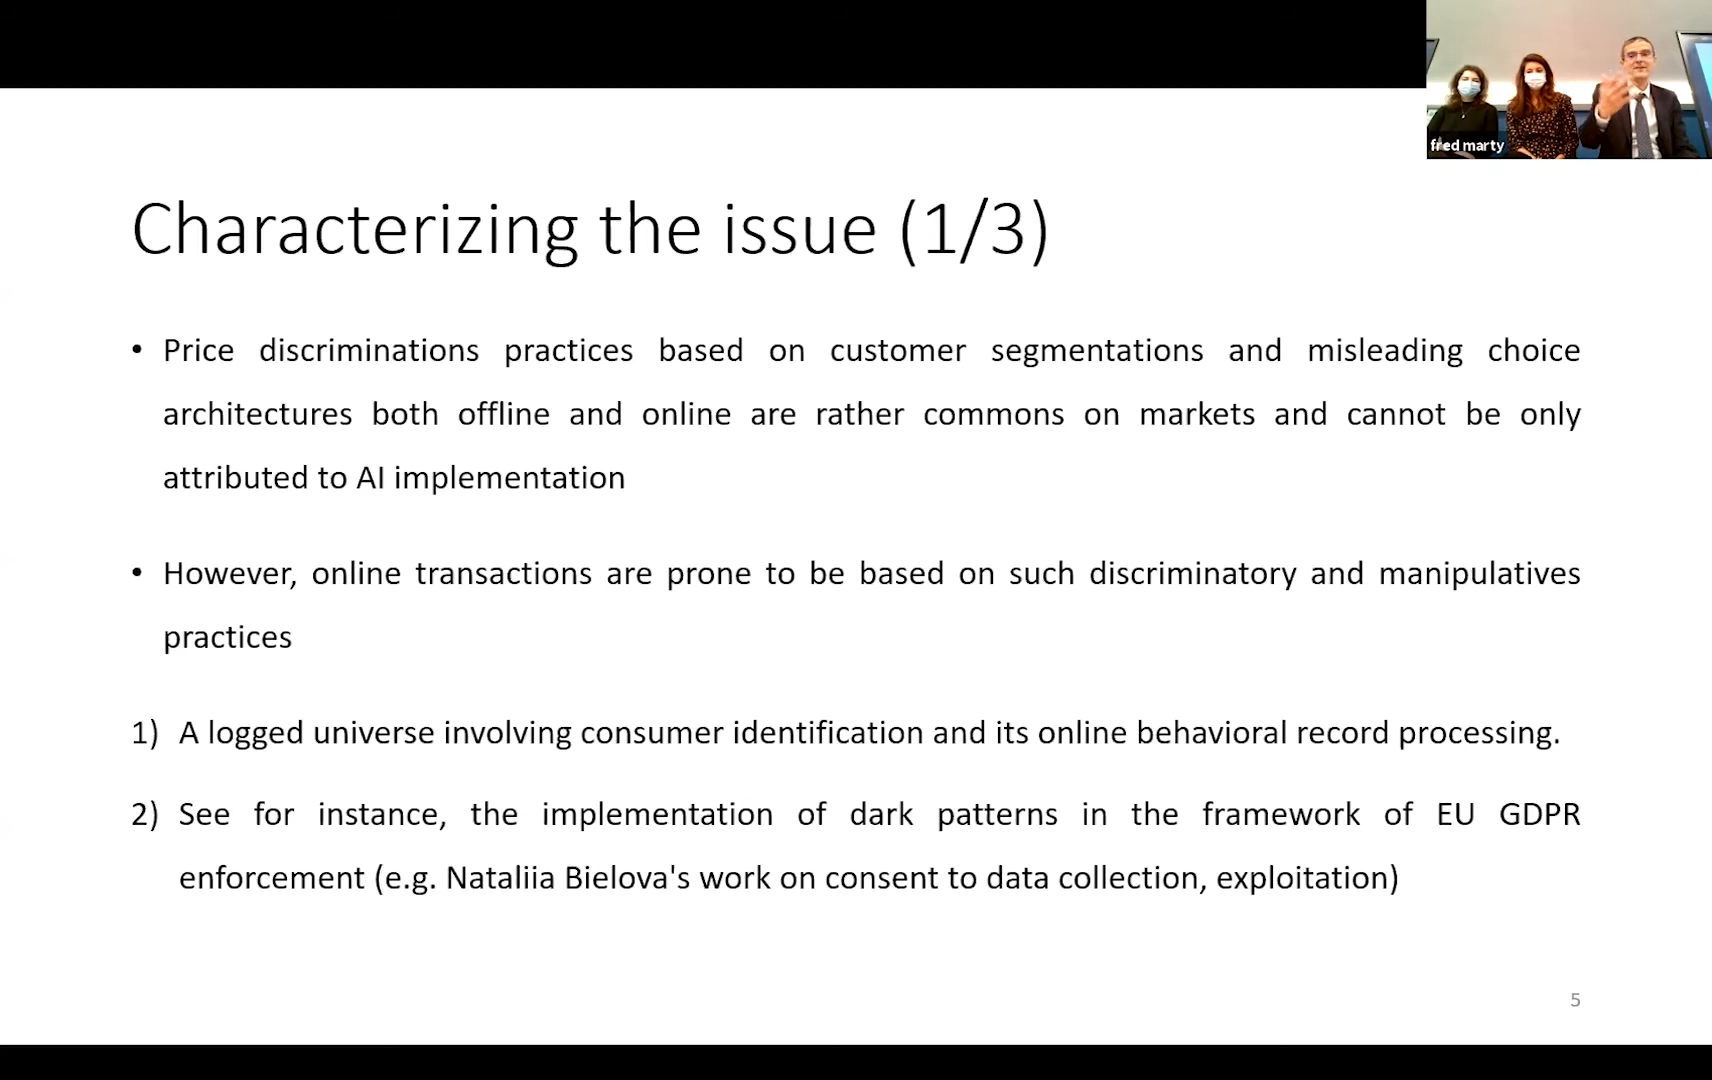 fred marty
Characterizing the issue (1/3)
• Price discriminations practices based on customer segmentations and misleading choice
architectures both offline and online are rather commons on markets and cannot be only
attributed to AI implementation
• However, online transactions are prone to be based on such discriminatory and manipulatives
practices
1) A logged universe involving consumer identification and its online behavioral record processing.
2) See for instance, the implementation of dark patterns in the framework of EU GDPR
enforcement (e.g. Nataliia Bielova's work on consent to data collection, exploitation)
5